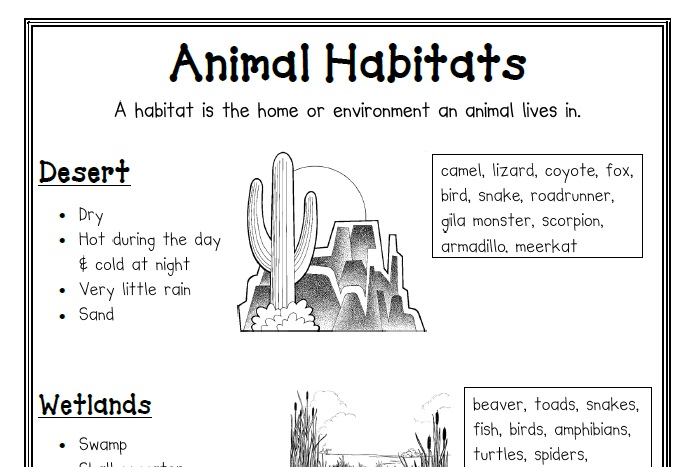 Animal Habitats
A habitat is the home or environment an animal lives in.
Desert
• Dry
• Hot during the day
& cold at night
• Very little rain
• Sand
camel, lizard, coyote, fox,
bird, snake, roadrunner,
gila monster, scorpion,
armadillo, meerkat
Wetlands
• Swamp
beaver, toads, snakes,
fish, birds, amphibians,
turtles, spiders,